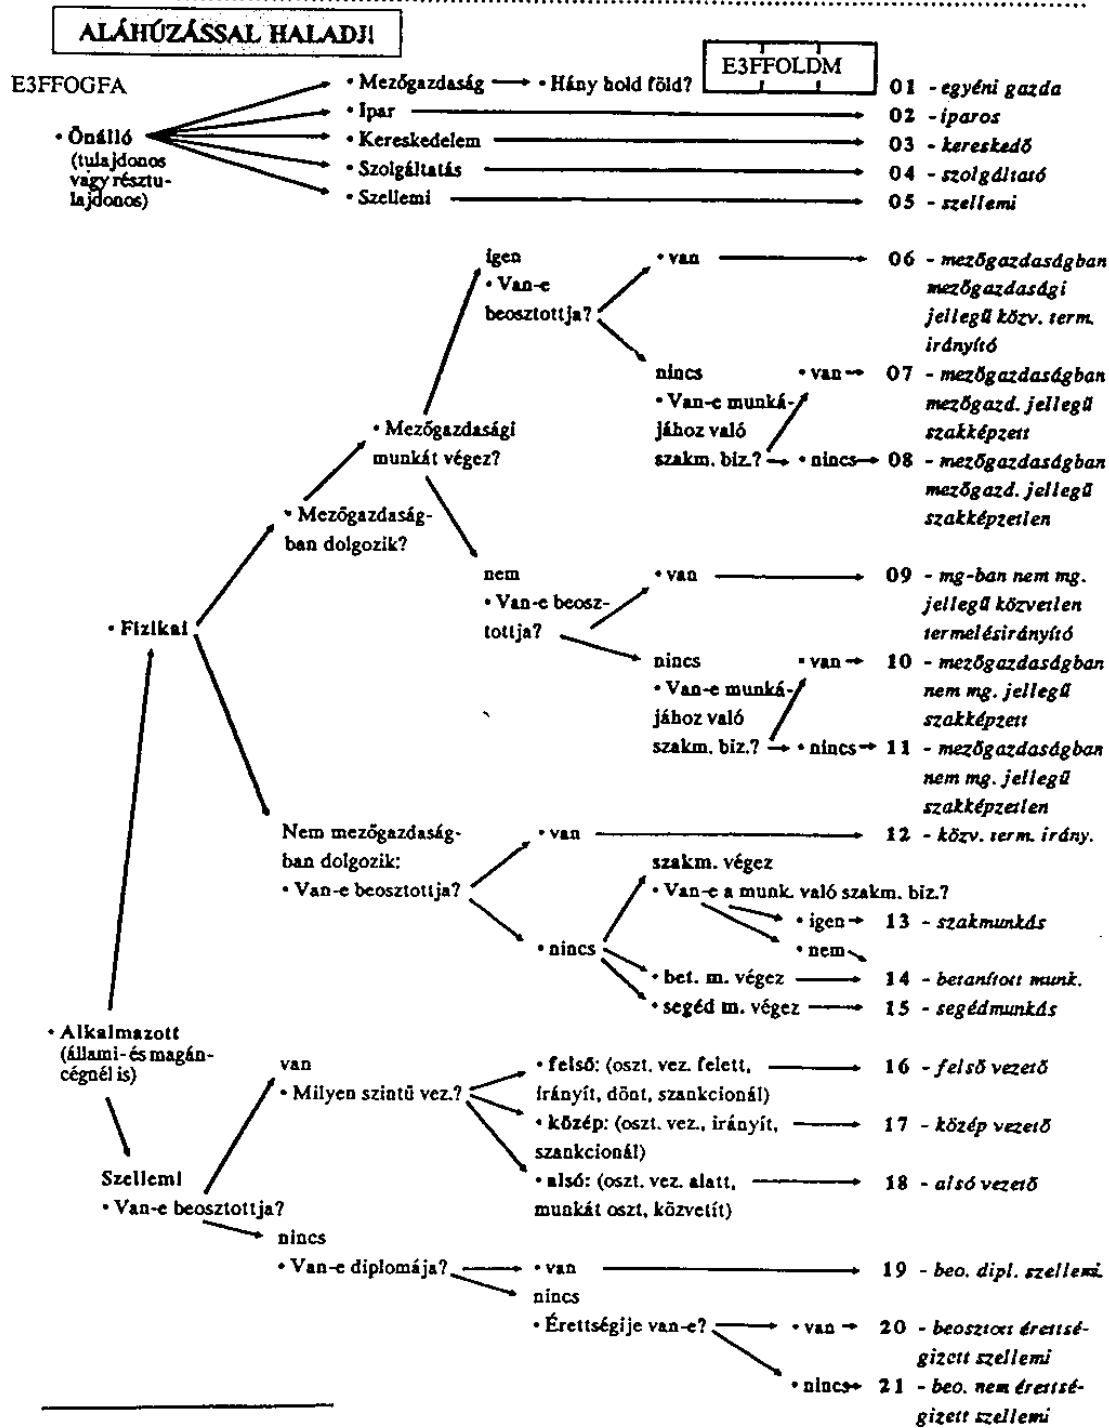 ALÁHÚZÁSSAL HALADJ!
E3FFOGFA
E3FFOLDM
• Önálló
(tulajdonos
vagy résztu-
lajdonos)
• Mezőgazdaság
• Hány hold föld?
01 - egyéni gazda
• Ipar
02 - iparos
• Kereskedelem
03 - kereskedő
• Szolgáltatás
04 - szolgáltató
• Szellemi
05 - szellemi
igen
• Van-e
beosztottja?
• van
06 - mezőgazdaságban
mezőgazdasági
jellegű közv. term.
irányító
nincs
• Van-e munká-
jához való
szakm. biz.?
• van
07 - mezőgazdaságban
mezőgazd. jellegű
szakképzett
• nincs
08 - mezőgazdaságban
mezőgazd. jellegű
szakképzetlen
• Mezőgazdasági
munkát végez?
• Mezőgazdaság-
ban dolgozik?
nem
• Van-e beosz-
tottja?
• van
09 - mg-ban nem mg.
jellegű közvetlen
termelésirányító
• Fizikai
nincs
• Van-e munká-
jához való
szakm. biz.?
• van
10 - mezőgazdaságban
nem mg. jellegű
szakképzett
• nincs
11 - mezőgazdaságban
nem mg. jellegű
szakképzetlen
Nem mezőgazdaság-
ban dolgozik:
• Van-e beosztottja?
• van
12 - közv. term. irány.
• nincs
szakm. végez
• Van-e a munk. való szakm. biz.?
• igen
13 - szakmunkás
• nem
• bet. m. végez
14 - betanított munk.
• segéd m. végez
15 - segédmunkás
• Alkalmazott
(állami- és magán-
cégnél is)
van
• Milyen szintű vez.?
• felső: (oszt. vez. felett,
irányít, dönt, szankcionál)
16 - felső vezető
• közép: (oszt. vez., irányít,
szankcionál)
17 - közép vezető
• alsó: (oszt. vez. alatt,
munkát oszt, közvetít)
18 - alsó vezető
Szellemi
• Van-e beosztottja?
nincs
• Van-e diplomája?
• van
19 - beo. dipl. szellemi.
nincs
• Érettségije van-e?
• van
20 - beosztott érettsé-
gizett szellemi
• nincs
21 - beo. nem érettsé-
gizett szellemi